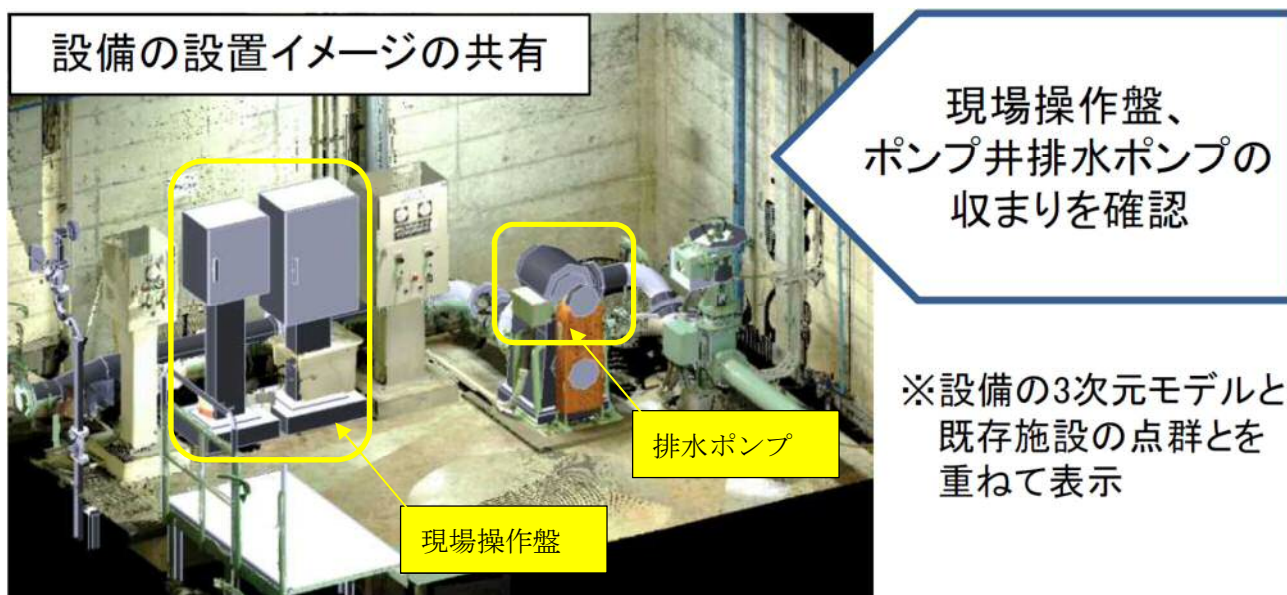 設備の設置イメージの共有
現場操作盤、
ポンプ井排水ポンプの
収まりを確認
※設備の3次元モデルと
既存施設の点群とを
重ねて表示
排水ポンプ
現場操作盤